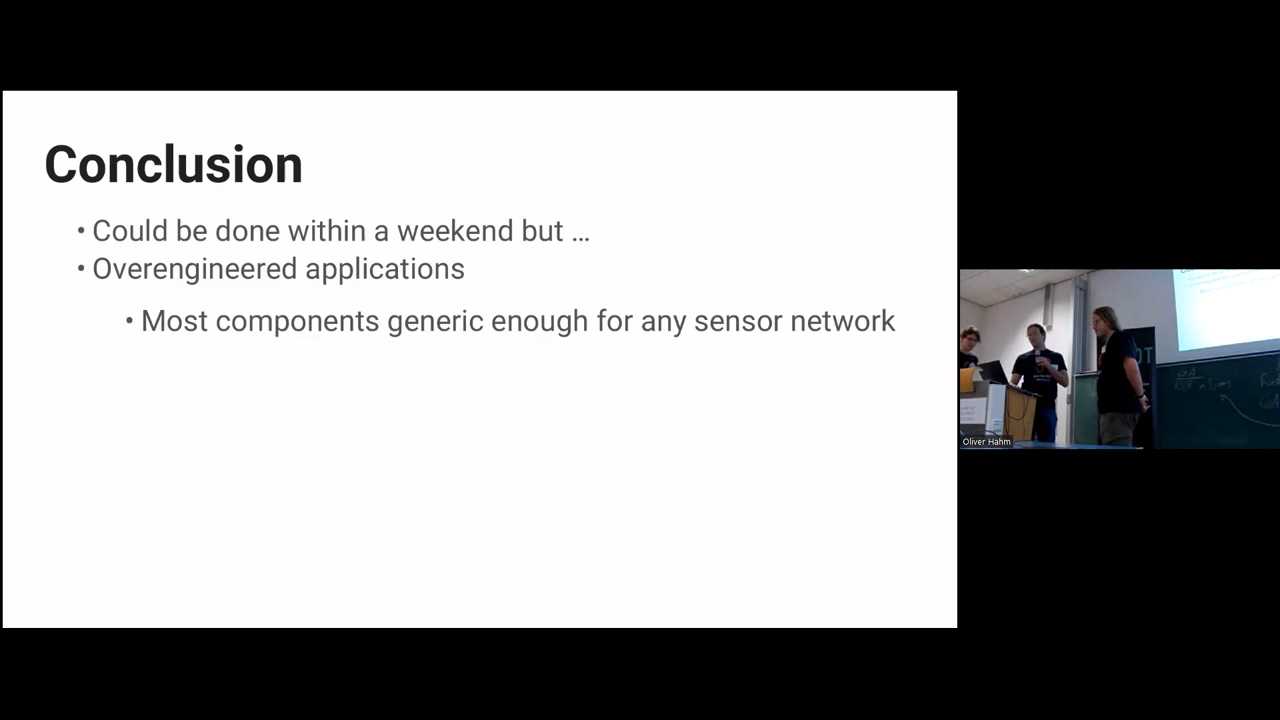 Conclusion
• Could be done within a weekend but ...
• Overengineered applications
• Most components generic enough for any sensor network
Oliver Hahm